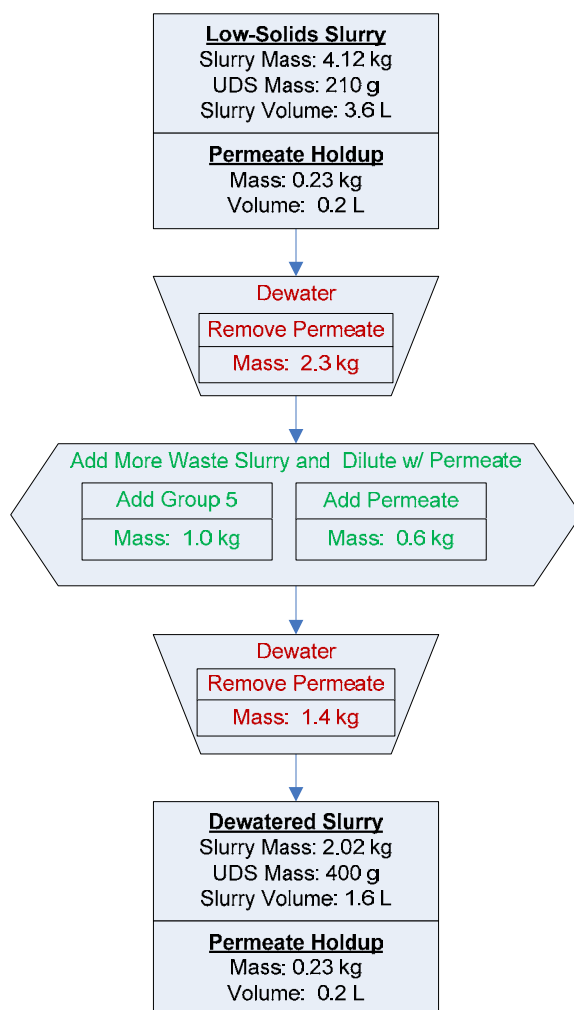 Low-Solids Slurry
Slurry Mass: 4.12 kg
UDS Mass: 210 g
Slurry Volume: 3.6 L
Permeate Holdup
Mass: 0.23 kg
Volume:  0.2 L
Dewater
Remove Permeate
Mass:  2.3 kg
Add More Waste Slurry and  Dilute w/ Permeate
Add Group 5
Mass:  1.0 kg
Add Permeate
Mass:  0.6 kg
Dewater
Remove Permeate
Mass:  1.4 kg
Dewatered Slurry
Slurry Mass: 2.02 kg
UDS Mass: 400 g
Slurry Volume: 1.6 L
Permeate Holdup
Mass: 0.23 kg
Volume:  0.2 L